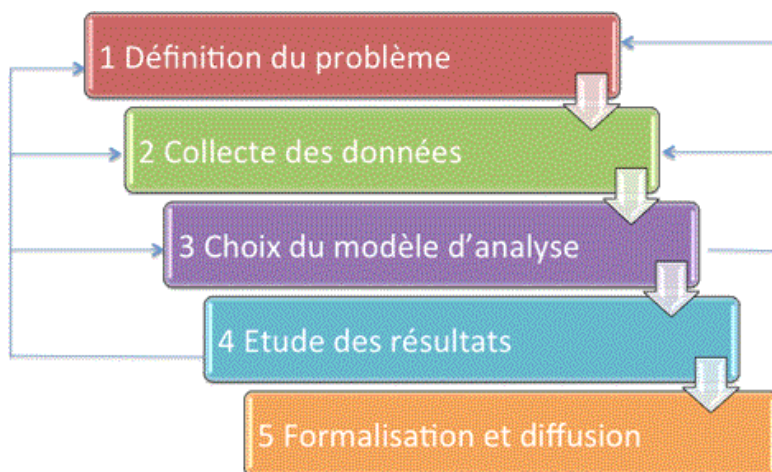 1 Définition du problème
2 Collecte des données
3 Choix du modèle d’analyse
4 Etude des résultats
5 Formalisation et diffusion